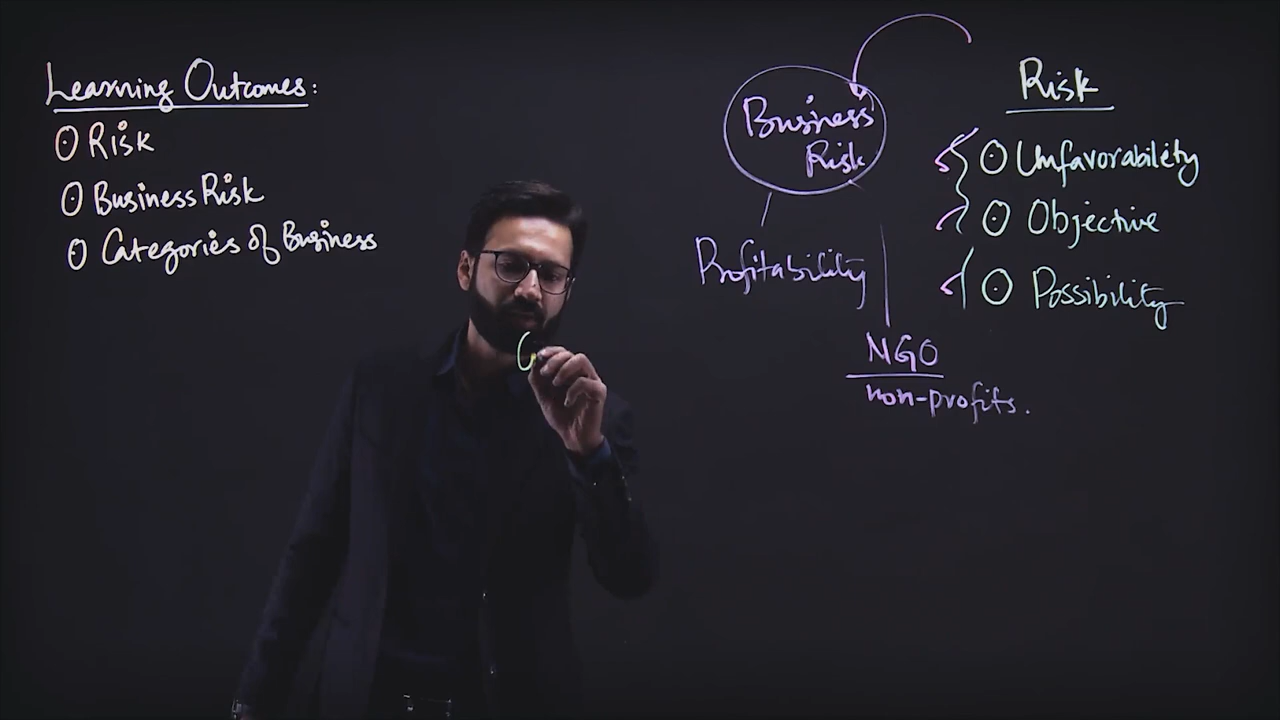 Learning Outcomes:
Risk
Business Risk
Categories of Business
Business
Risk
Profitability
NGO
non-profits.
Risk
Unfavorability
Objective
Possibility
C